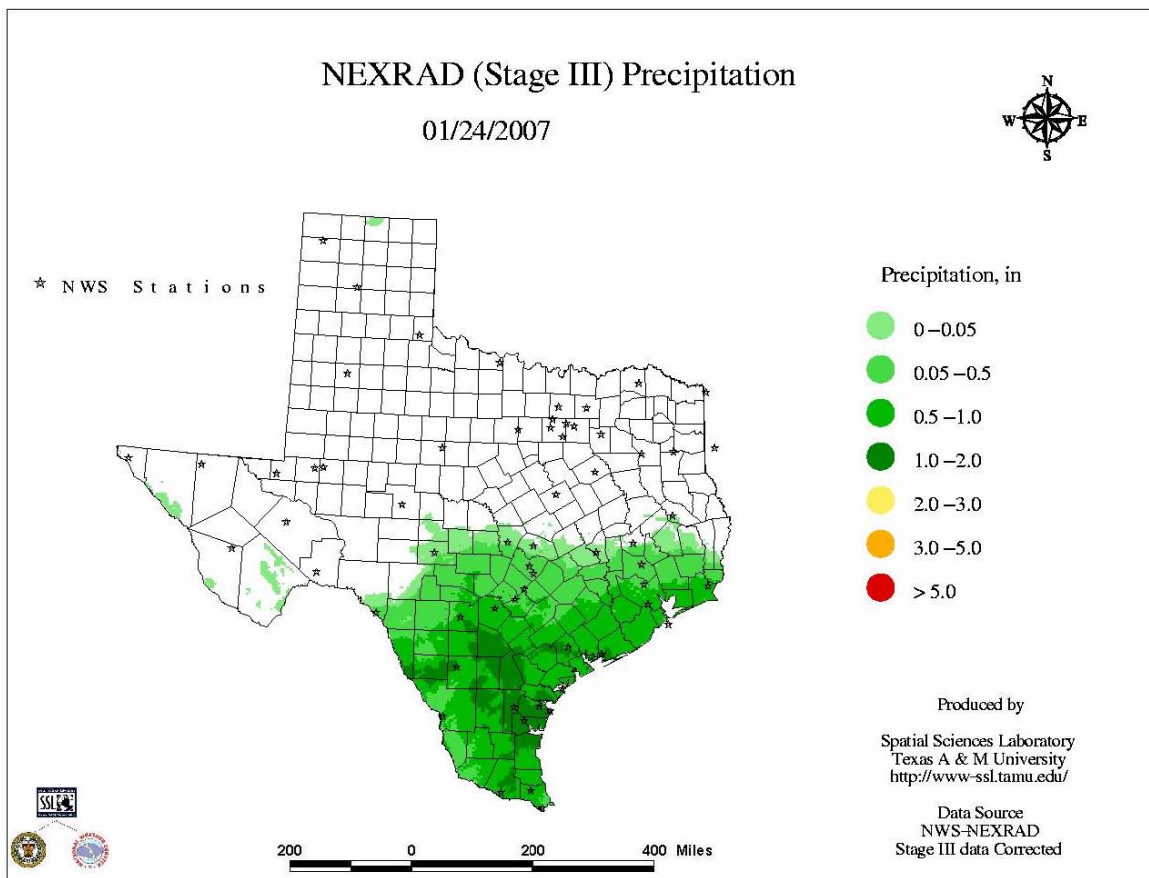 NEXRAD (Stage III) Precipitation
01/24/2007
N
W E
S
NWS Stations
Precipitation, in
0–0.05
0.05–0.5
0.5–1.0
1.0–2.0
2.0–3.0
3.0–5.0
> 5.0
Produced by
Spatial Sciences Laboratory
Texas A & M University
http://www-ssl.tamu.edu/
Data Source
NWS-NEXRAD
Stage III data Corrected
SSL
200 0 200 400 Miles